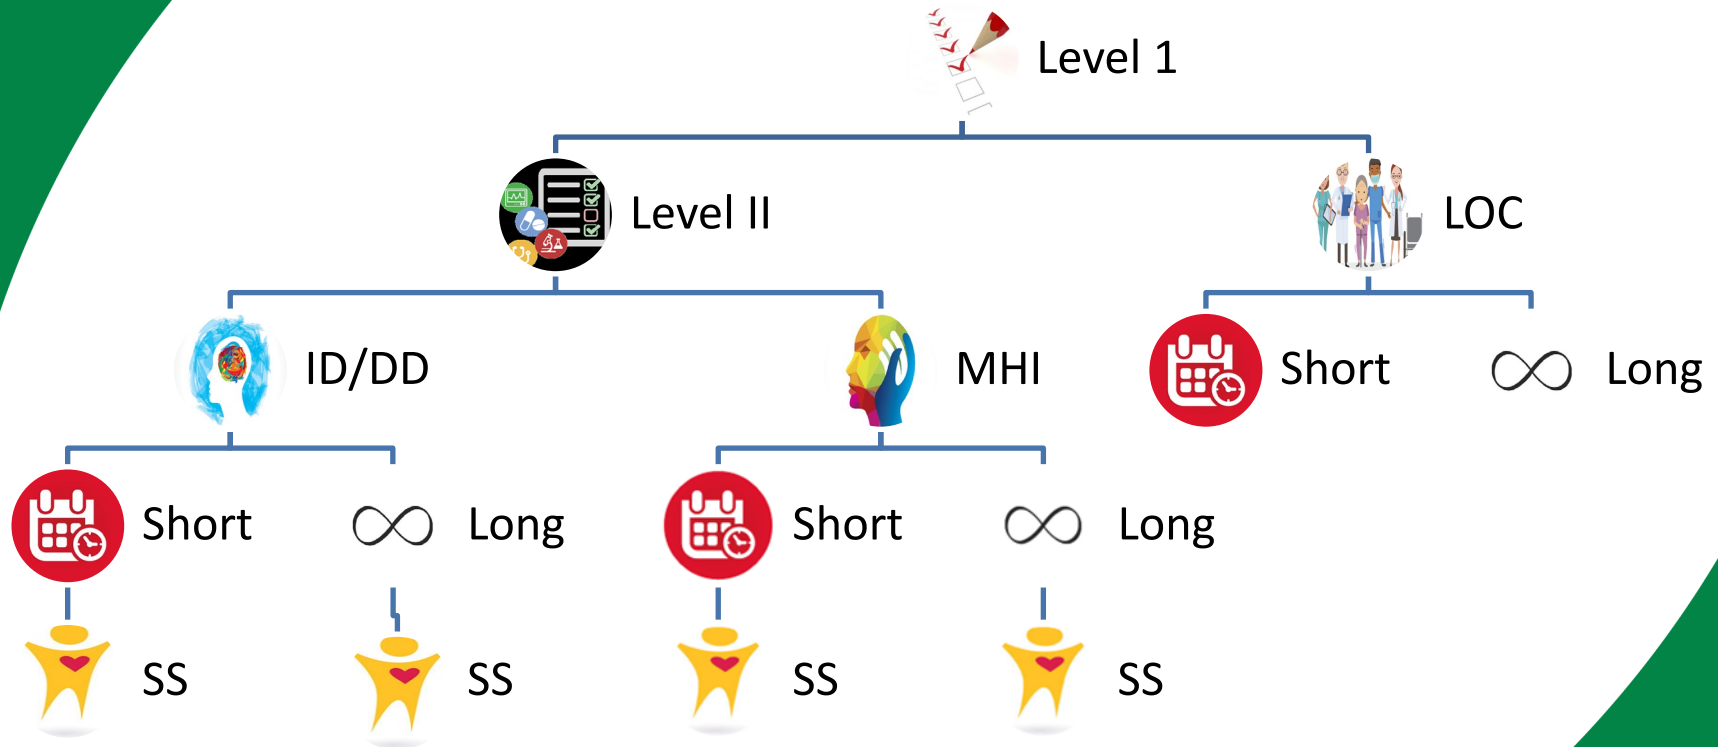 Level 1
Level II
LOC
ID/DD
MHI
Short
Long
Short
Long
Short
Long
SS
SS
SS
SS